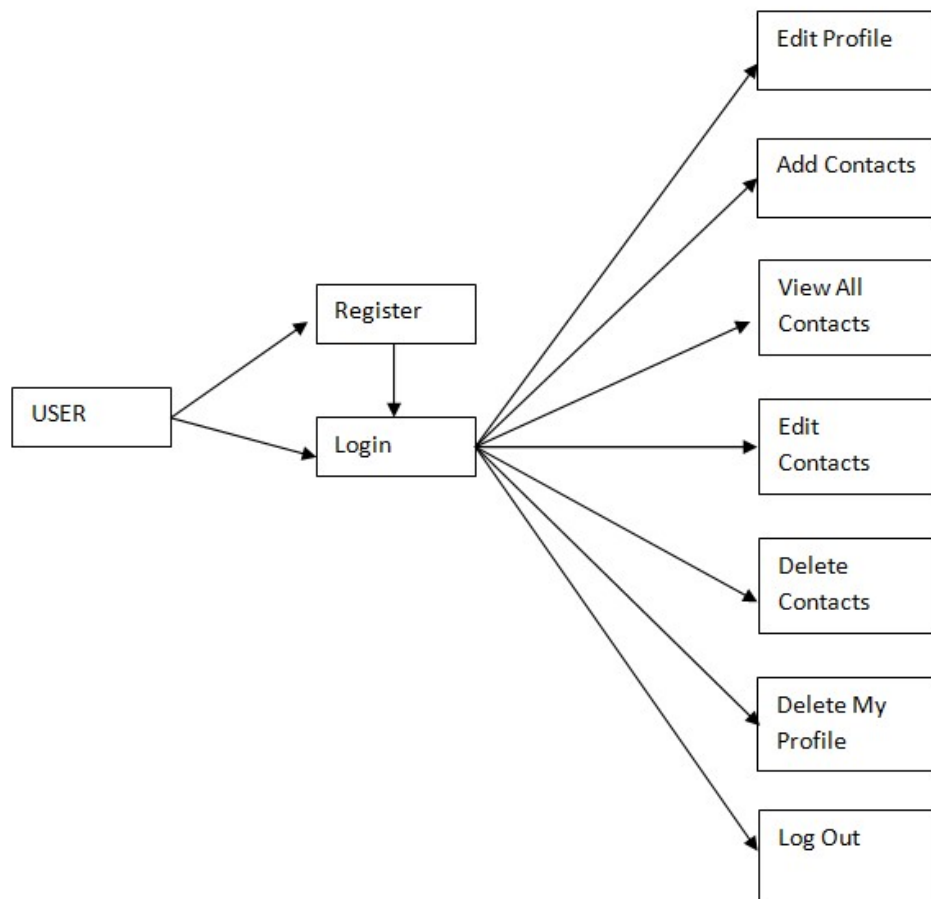 Edit Profile
Add Contacts
View All
Contacts
Register
USER
Login
Edit
Contacts
Delete
Contacts
Delete My
Profile
Log Out